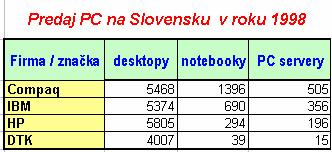 Predaj PC na Slovensku v roku 1998
Firma / značka desktopy notebooky PC servery
Compaq 5468 1396 505
IBM 5374 690 356
HP 5805 294 196
DTK 4007 39 15